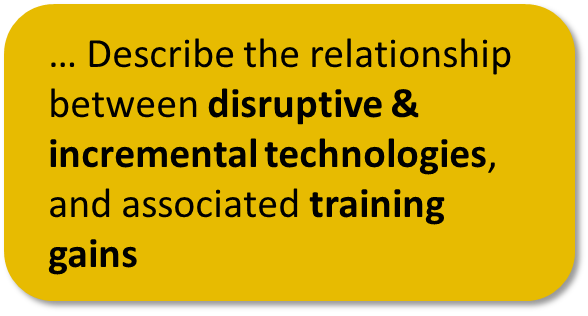 ... Describe the relationship
between disruptive &
incremental technologies,
and associated training
gains